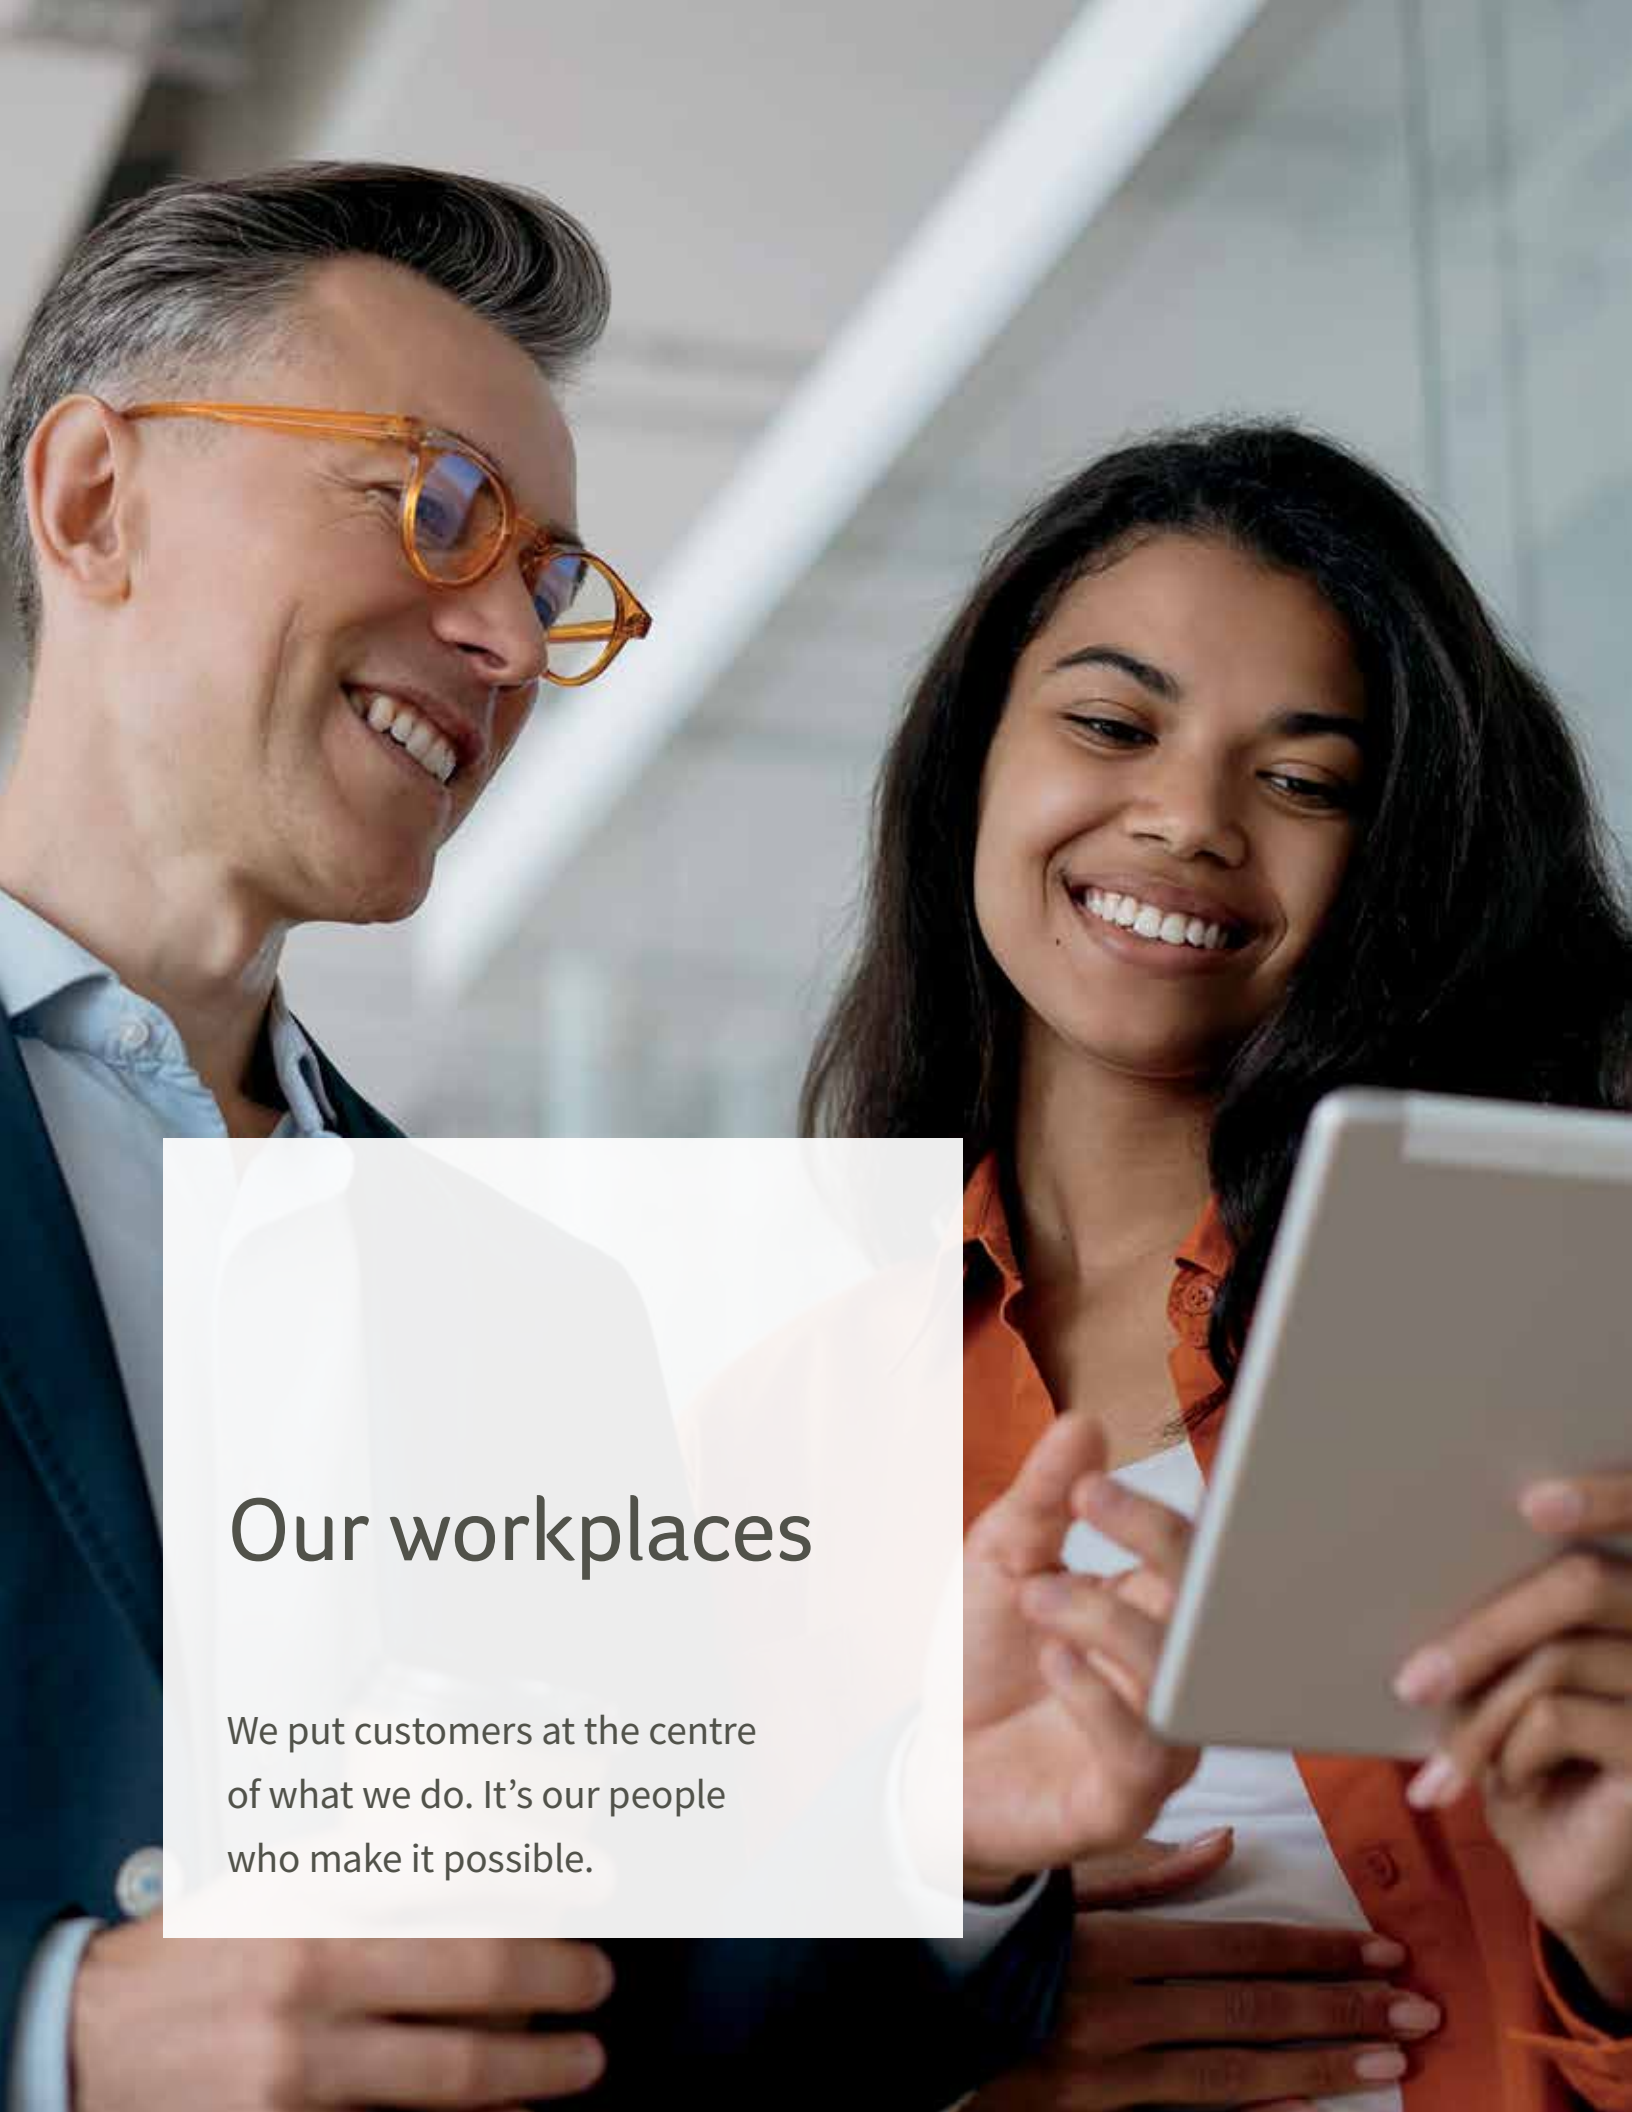 Our workplaces
We put customers at the centre
of what we do. It’s our people
who make it possible.